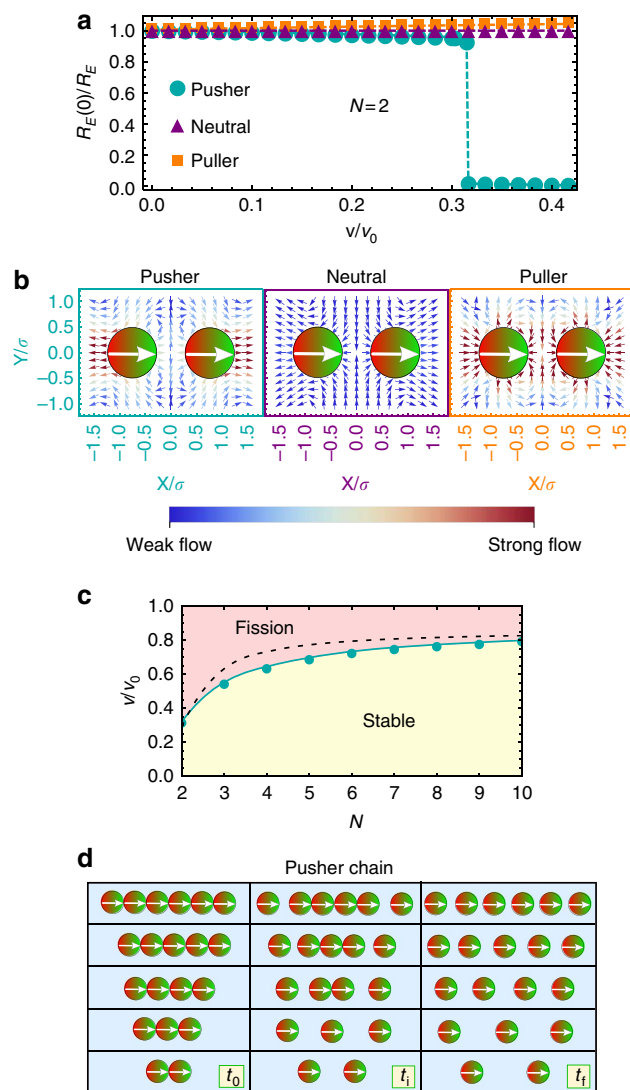 a
R_E(0)/R_E
1.0
0.8
0.6
0.4
0.2
0.0
Pusher
Neutral
Puller
N=2
0.0 0.1 0.2 0.3 0.4
v/v_0
b
Pusher Neutral Puller
Y/σ
1.0
0.5
0.0
−0.5
−1.0
−1.5 −1.0 −0.5 0.0 0.5 1.0 1.5 −1.5 −1.0 −0.5 0.0 0.5 1.0 1.5 −1.5 −1.0 −0.5 0.0 0.5 1.0 1.5
X/σ X/σ X/σ
Weak flow Strong flow
c
v/v_0
1.0
0.8
0.6
0.4
0.2
0.0
Fission
Stable
2 3 4 5 6 7 8 9 10
N
d
Pusher chain
t_0 t_i t_f